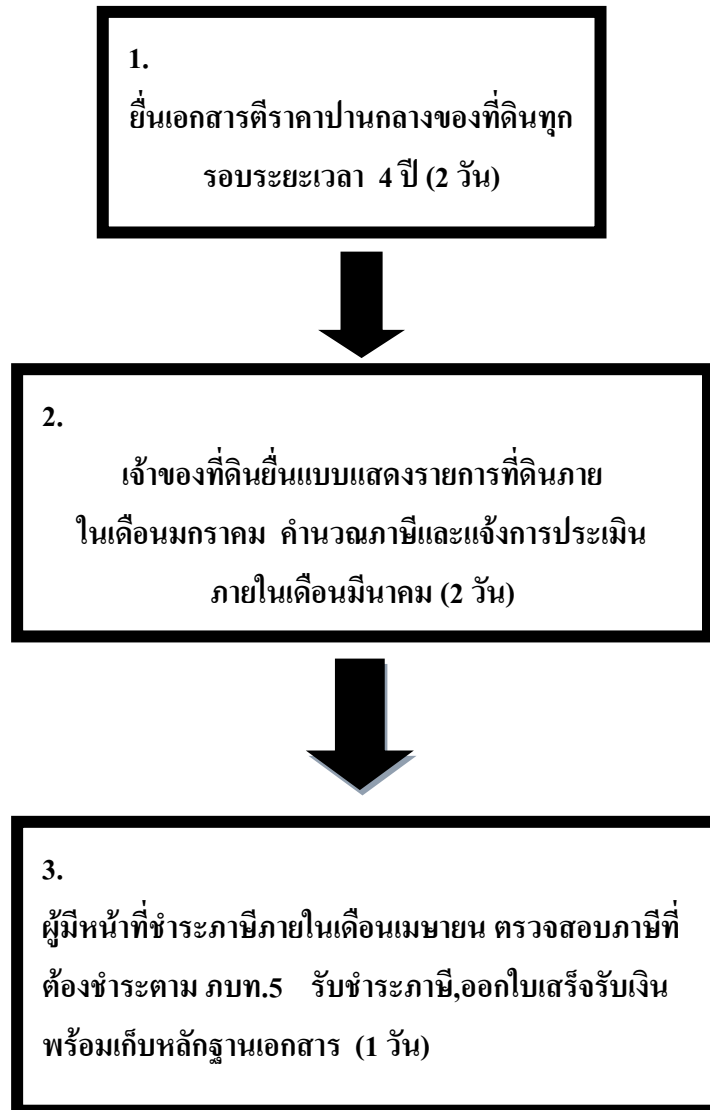 1.
ยื่นเอกสารตีราคาปานกลางของที่ดินทุก
รอบระยะเวลา 4 ปี (2 วัน)
2.
เจ้าของที่ดินยื่นแบบแสดงรายการที่ดินภาย
ในเดือนมกราคม คำนวณภาษีและแจ้งการประเมิน
ภายในเดือนมีนาคม (2 วัน)
3.
ผู้มีหน้าที่ชำระภาษีภายในเดือนเมษายน ตรวจสอบภาษีที่
ต้องชำระตาม ภบท.5 รับชำระภาษี,ออกใบเสร็จรับเงิน
พร้อมเก็บหลักฐานเอกสาร (1 วัน)